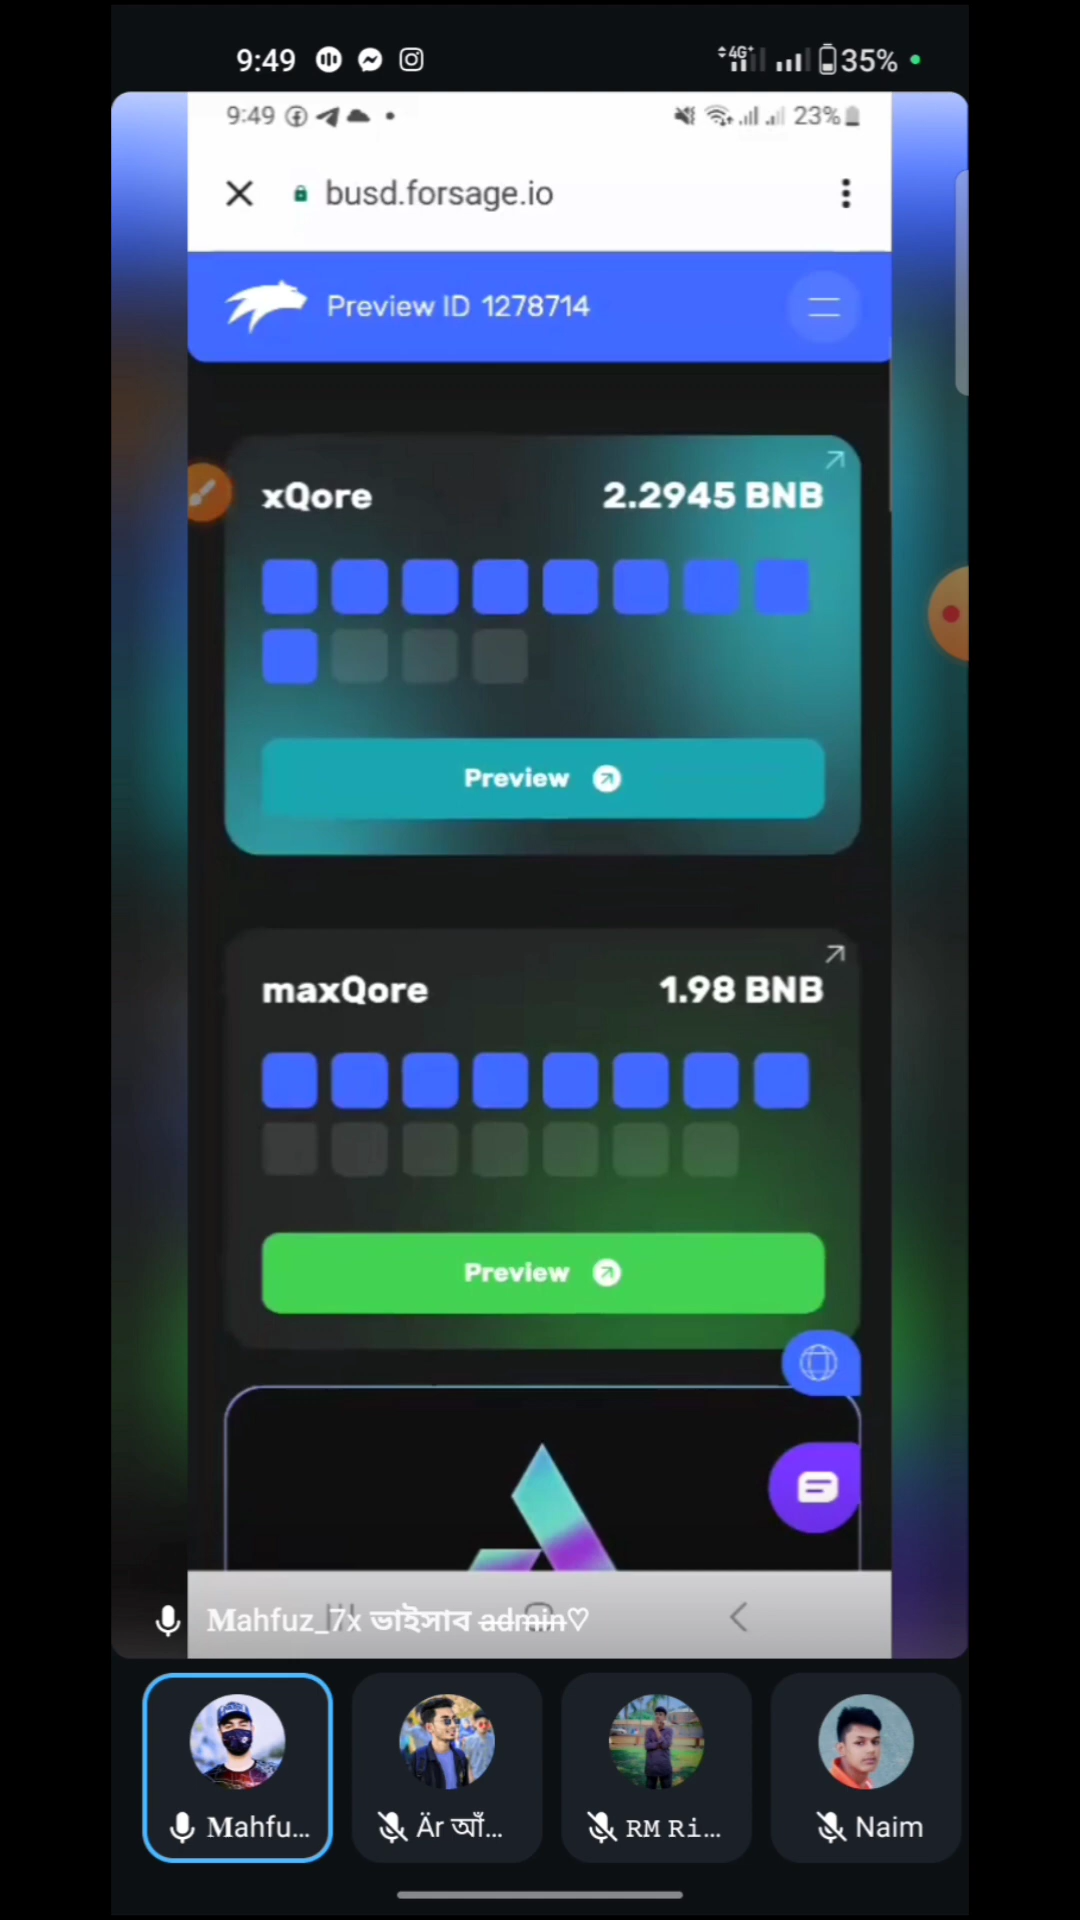 9:49
4G+ 35%
9:49 23%
busd.forsage.io
Preview ID 1278714
xQore 2.2945 BNB
Preview
maxQore 1.98 BNB
Preview
Mahfuz_7x ভাইসাব admin♡
Mahfu... Är আঁ... RM Ri... Naim